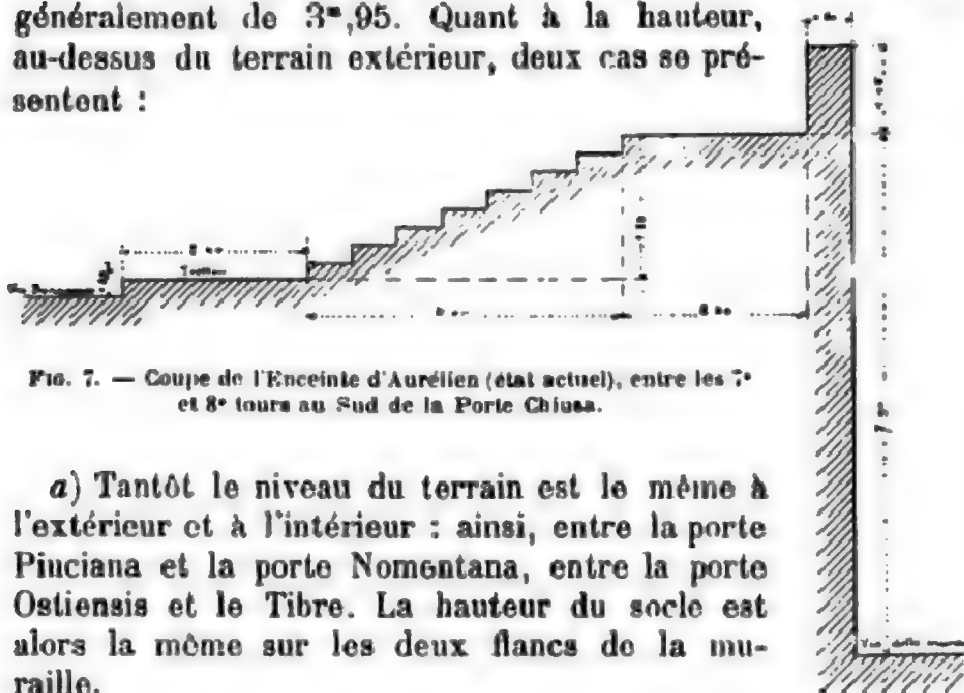 généralement de 3ᵐ,95. Quant à la hauteur,
au-dessus du terrain extérieur, deux cas se pré-
sentent :
Trottoir
FIG. 7. — Coupe de l'Enceinte d'Aurélien (état actuel), entre les 7ᵉ
et 8ᵉ tours au Sud de la Porte Chiusa.
a) Tantôt le niveau du terrain est le même à
l'extérieur et à l'intérieur : ainsi, entre la porte
Pinciana et la porte Nomentana, entre la porte
Ostiensis et le Tibre. La hauteur du socle est
alors la même sur les deux flancs de la mu-
raille.